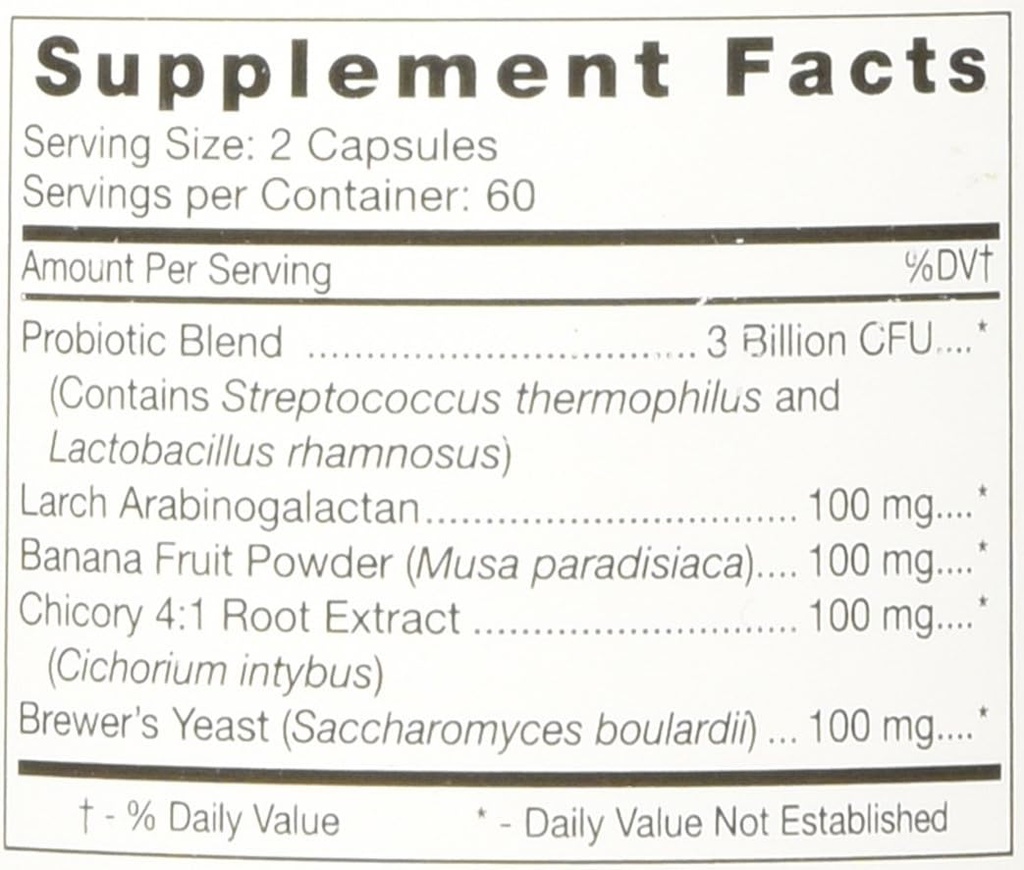 Supplement Facts
Serving Size: 2 Capsules
Servings per Container: 60
Amount Per Serving %DV†
Probiotic Blend ................................... 3 Billion CFU....*
(Contains Streptococcus thermophilus and
Lactobacillus rhamnosus)
Larch Arabinogalactan................................. 100 mg....*
Banana Fruit Powder (Musa paradisiaca).... 100 mg....*
Chicory 4:1 Root Extract ............................. 100 mg....*
(Cichorium intybus)
Brewer's Yeast (Saccharomyces boulardii) ... 100 mg....*
† - % Daily Value * - Daily Value Not Established